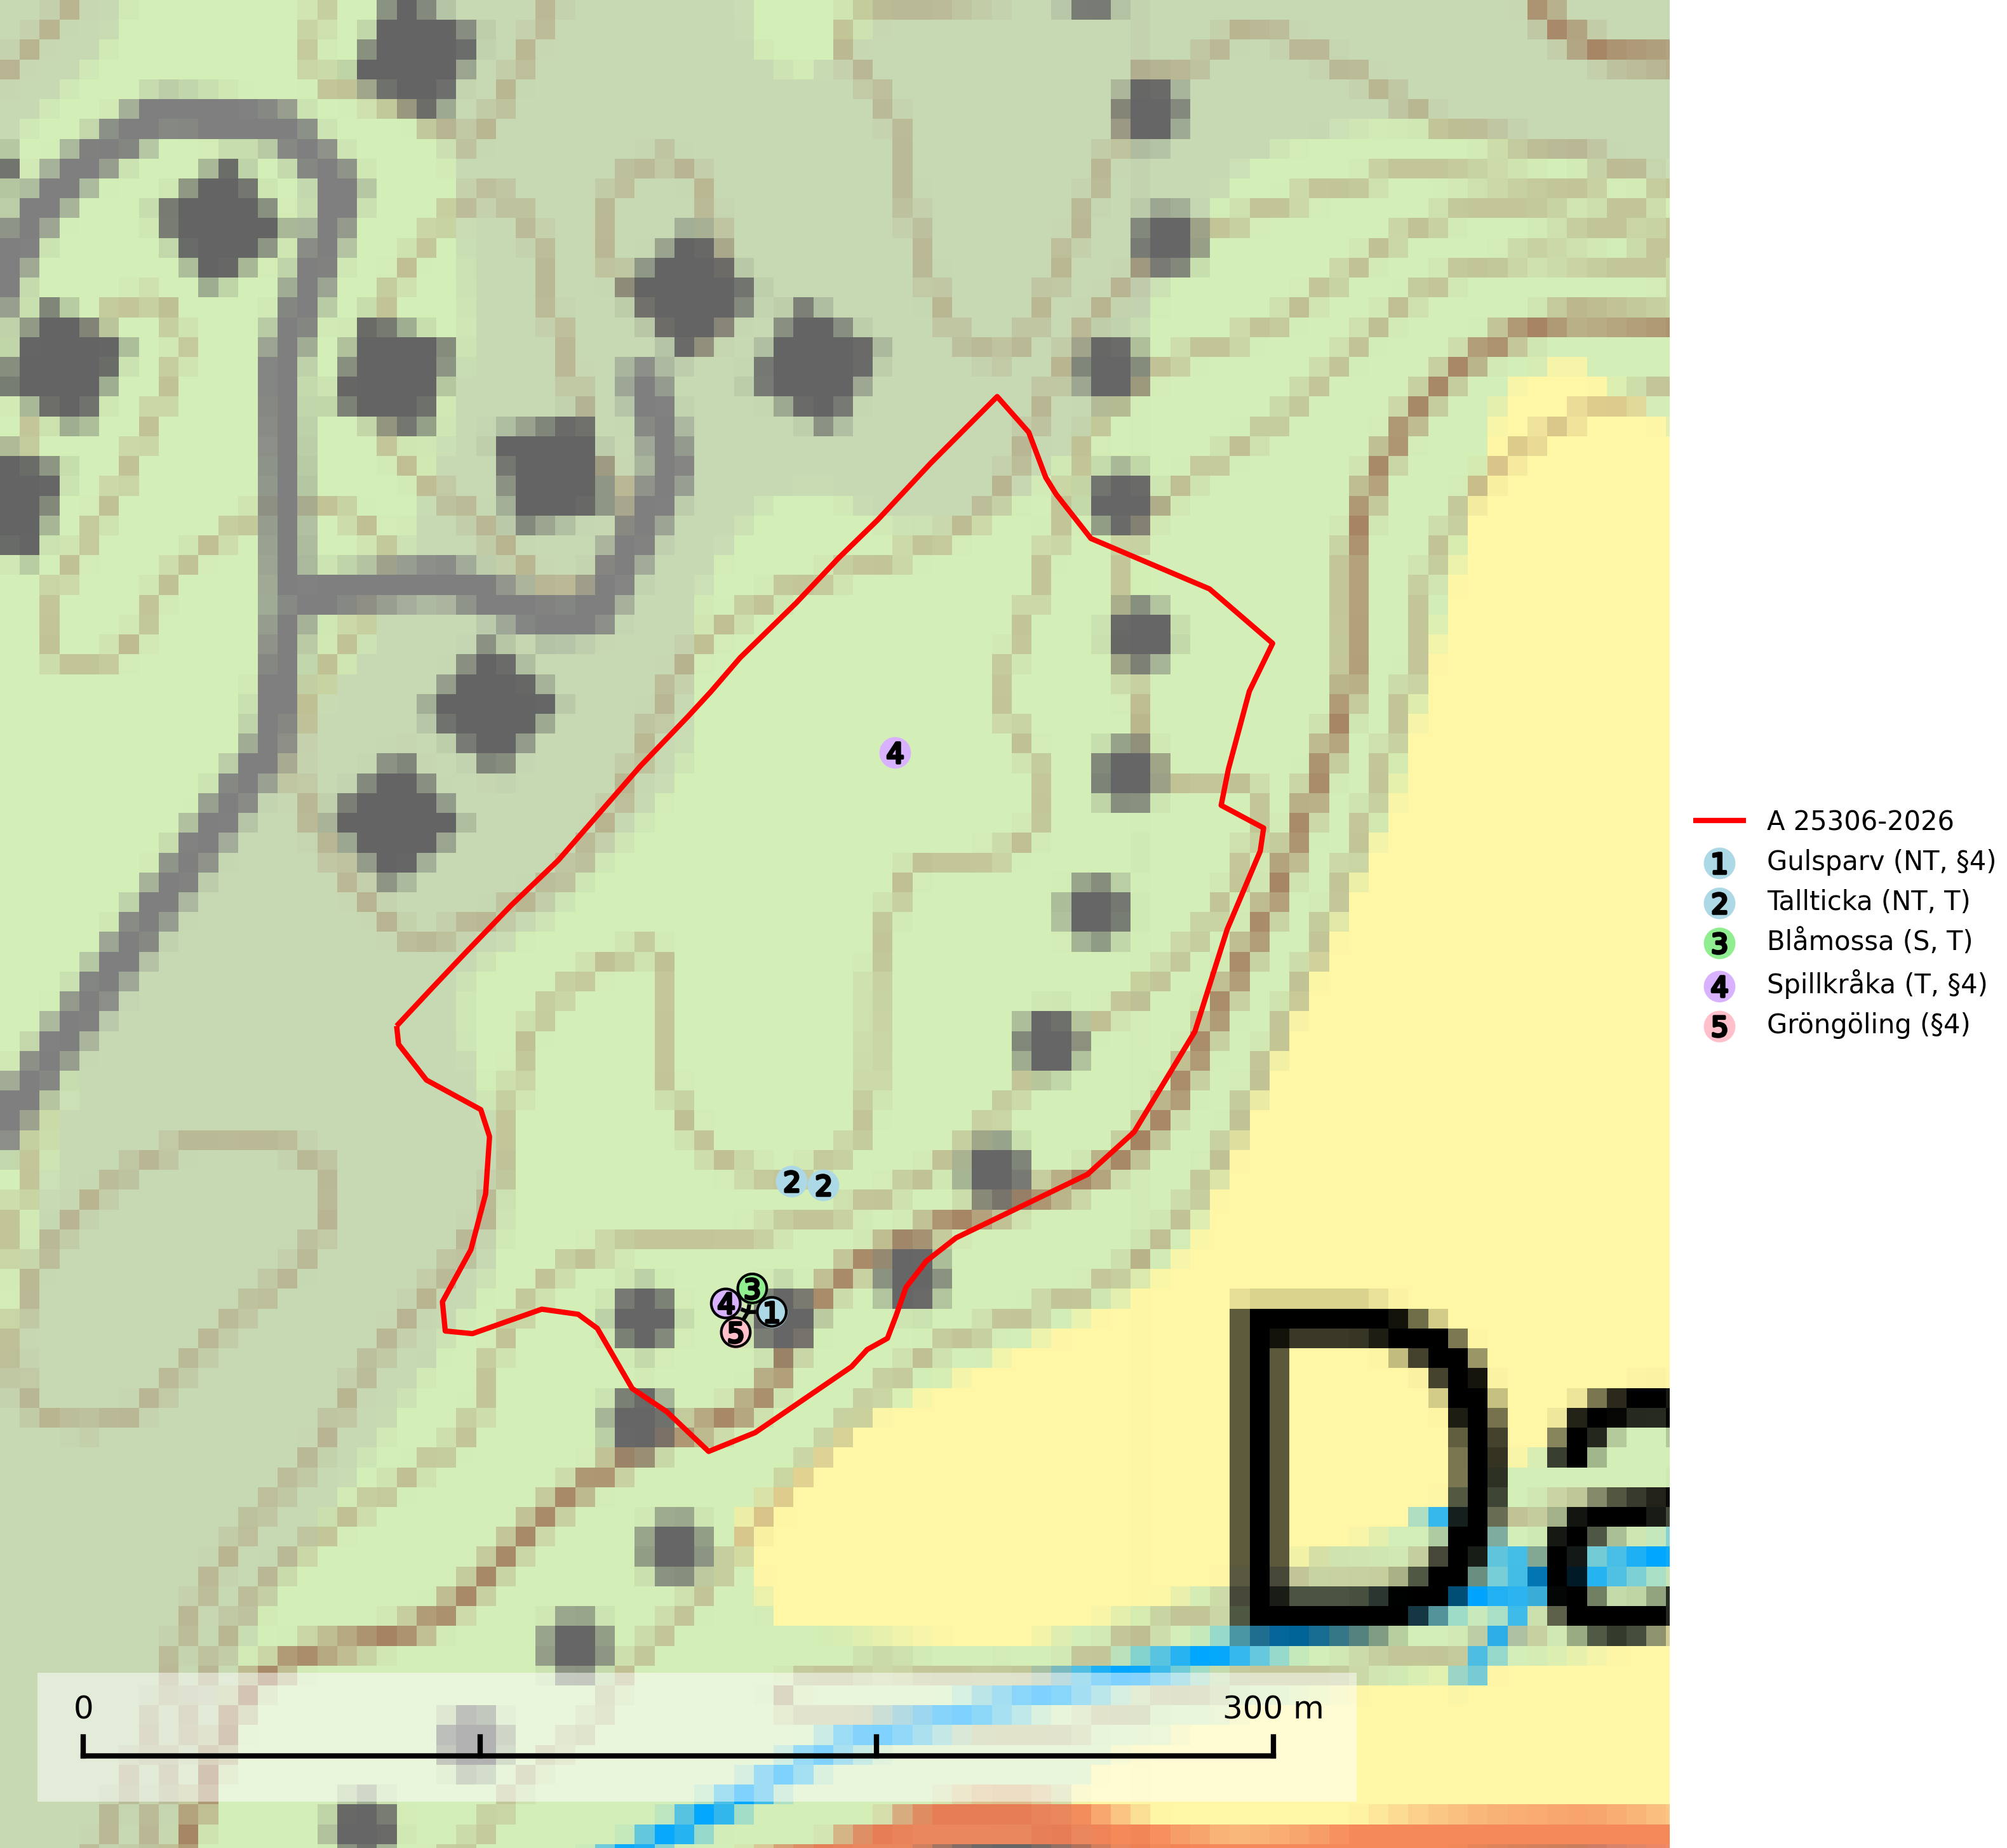 4
2 2
3
4
1
5
D
0
300 m
A 25306-2026
1 Gulsparv (NT, §4)
2 Tallticka (NT, T)
3 Blåmossa (S, T)
4 Spillkråka (T, §4)
5 Gröngöling (§4)